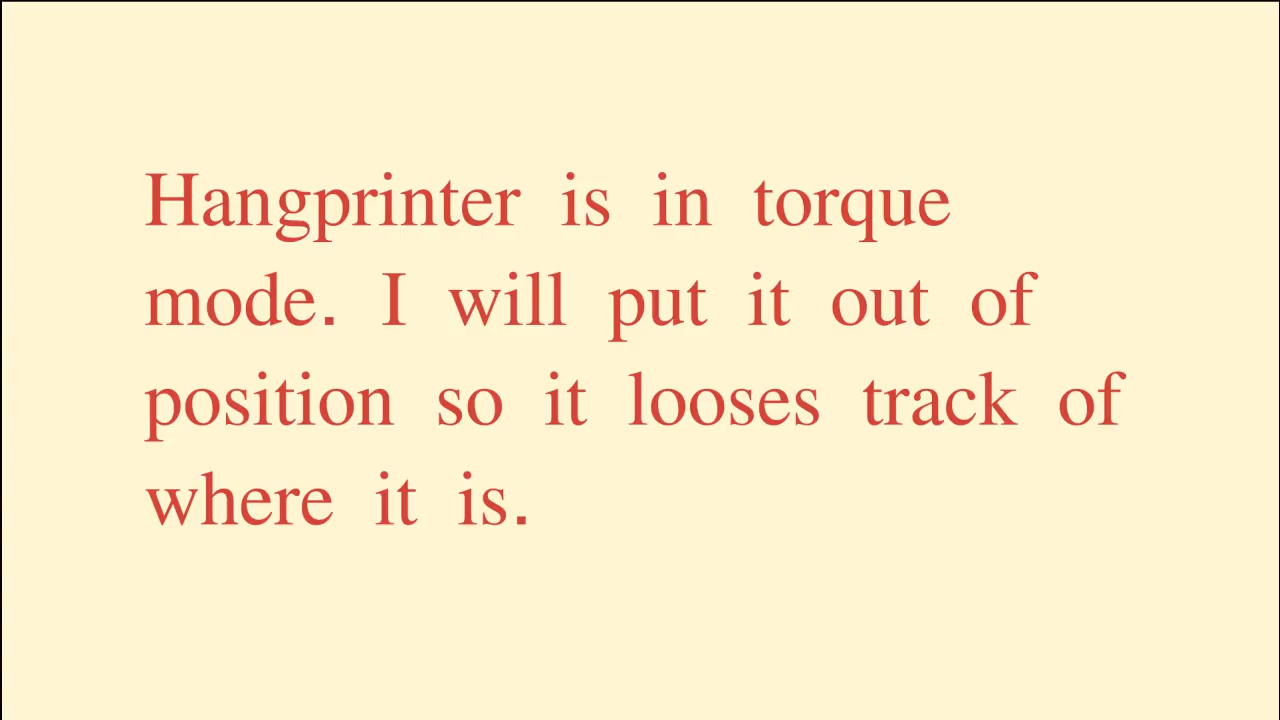 Hangprinter is in torque
mode. I will put it out of
position so it looses track of
where it is.